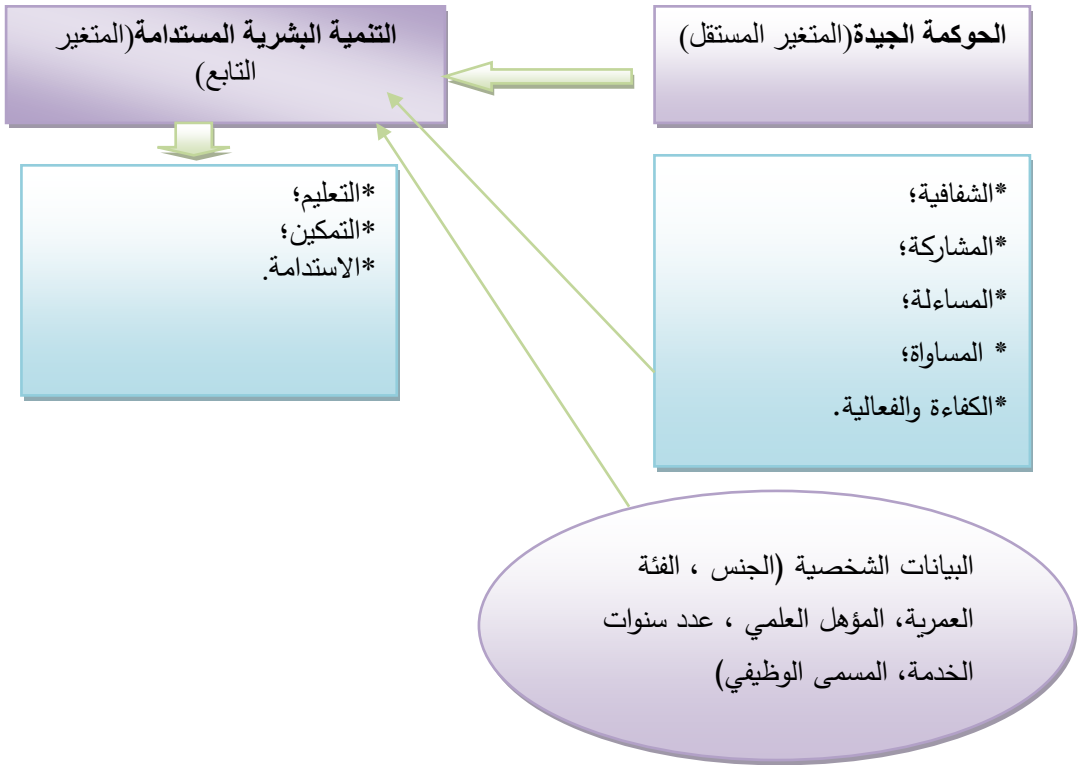 الحوكمة الجيدة(المتغير المستقل)
التنمية البشرية المستدامة(المتغير
التابع)
*الشفافية؛
*المشاركة؛
*المساءلة؛
* المساواة؛
*الكفاءة والفعالية.
*التعليم؛
*التمكين؛
*الاستدامة.
البيانات الشخصية (الجنس ، الفئة
العمرية، المؤهل العلمي ، عدد سنوات
الخدمة، المسمى الوظيفي)